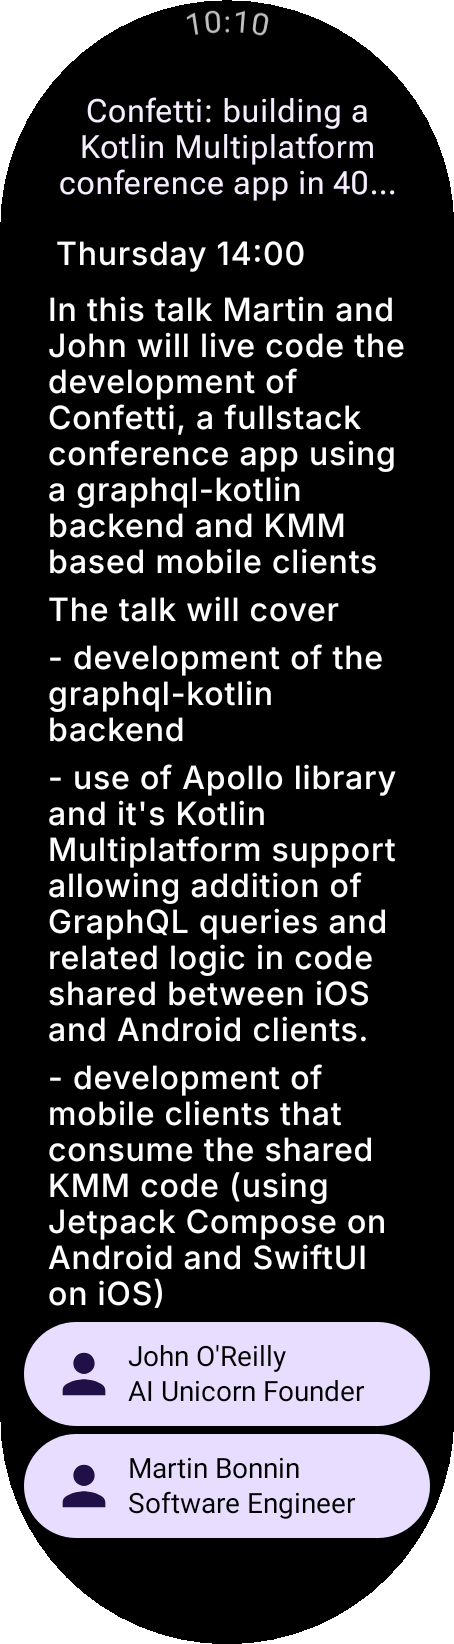 10:10
Confetti: building a
Kotlin Multiplatform
conference app in 40...
Thursday 14:00
In this talk Martin and
John will live code the
development of
Confetti, a fullstack
conference app using
a graphql-kotlin
backend and KMM
based mobile clients
The talk will cover
- development of the
graphql-kotlin
backend
- use of Apollo library
and it's Kotlin
Multiplatform support
allowing addition of
GraphQL queries and
related logic in code
shared between iOS
and Android clients.
- development of
mobile clients that
consume the shared
KMM code (using
Jetpack Compose on
Android and SwiftUI
on iOS)
John O'Reilly
AI Unicorn Founder
Martin Bonnin
Software Engineer